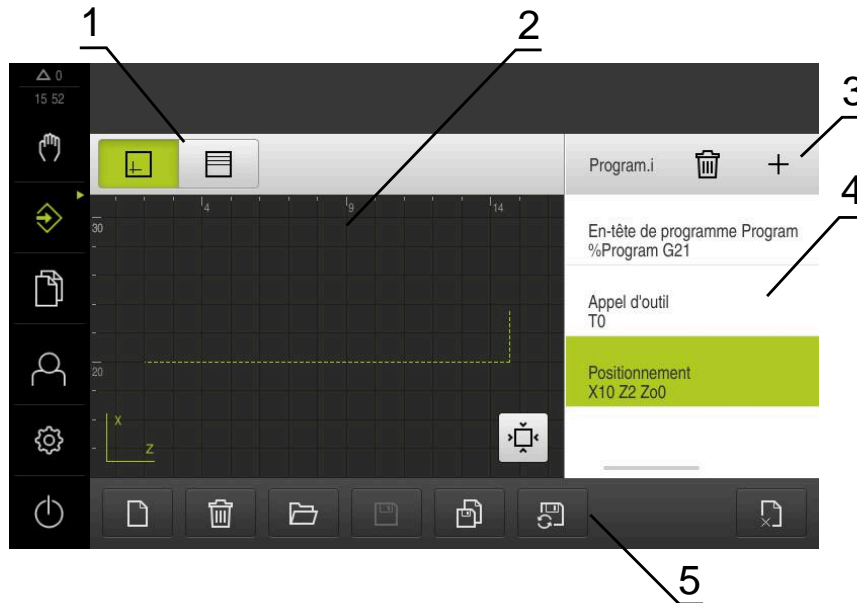 1
2
3
4
5
0
15 52
Program.i
4
9
14
30
20
X
Z
En-tête de programme Program
%Program G21
Appel d'outil
T0
Positionnement
X10 Z2 Zo0